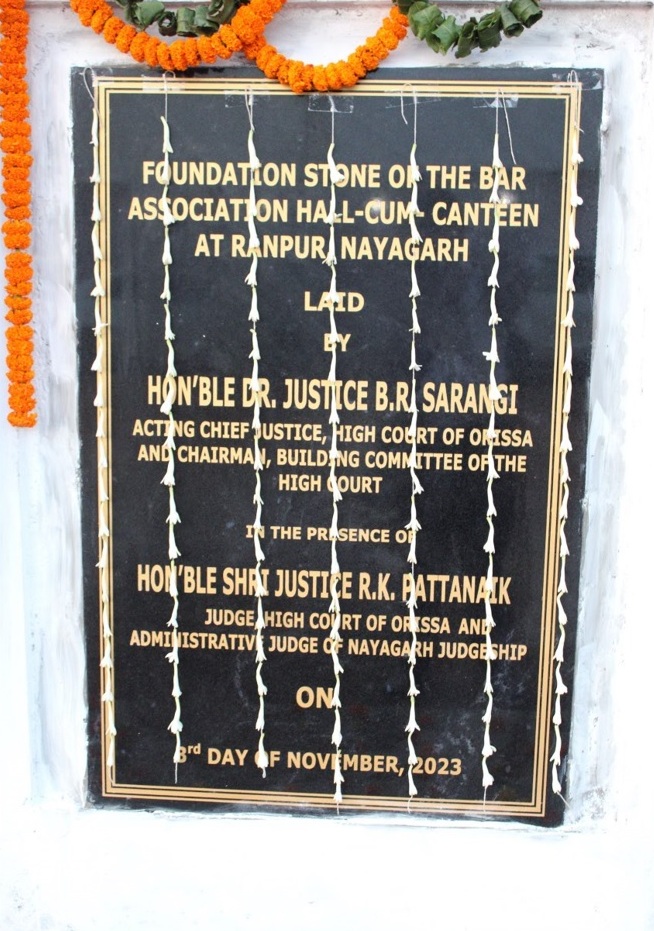 FOUNDATION STONE OF THE BAR
ASSOCIATION HALL-CUM- CANTEEN
AT RANPUR, NAYAGARH
LAID
BY
HON'BLE DR. JUSTICE B.R. SARANGI
ACTING CHIEF JUSTICE, HIGH COURT OF ORISSA
AND CHAIRMAN, BUILDING COMMITTEE OF THE
HIGH COURT
IN THE PRESENCE OF
HON'BLE SHRI JUSTICE R.K. PATTANAIK
JUDGE, HIGH COURT OF ORISSA AND
ADMINISTRATIVE JUDGE OF NAYAGARH JUDGESHIP
ON
3rd DAY OF NOVEMBER, 2023